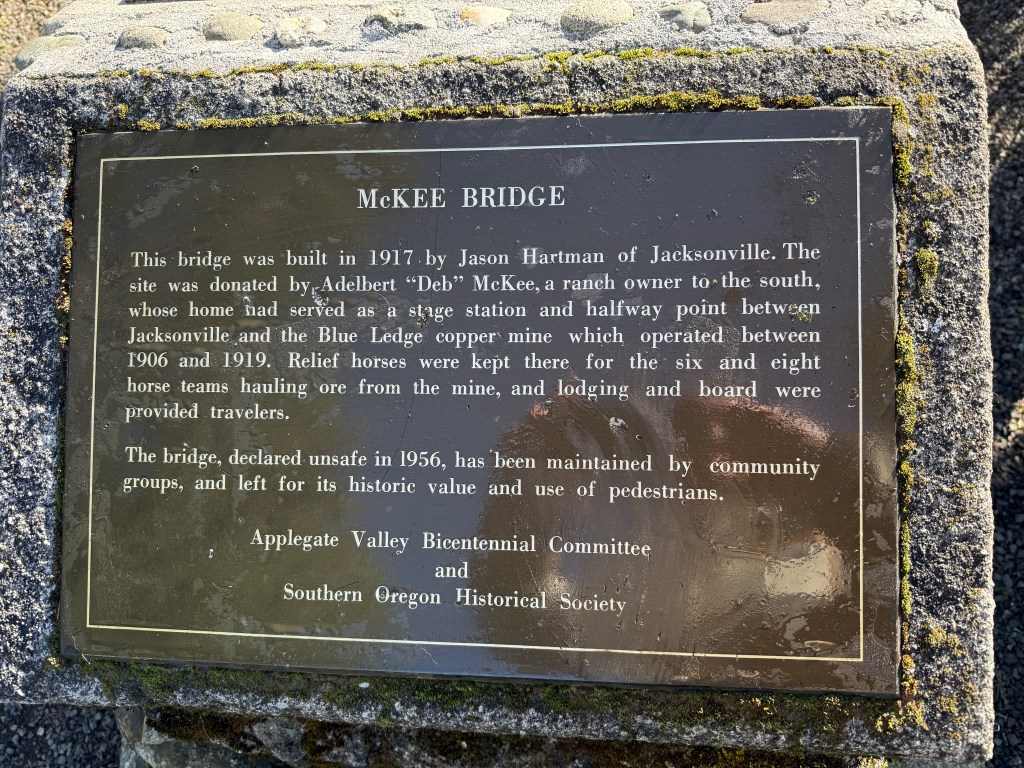 McKEE BRIDGE
This bridge was built in 1917 by Jason Hartman of Jacksonville. The
site was donated by Adelbert “Deb” McKee, a ranch owner to the south,
whose home had served as a stage station and halfway point between
Jacksonville and the Blue Ledge copper mine which operated between
1906 and 1919. Relief horses were kept there for the six and eight
horse teams hauling ore from the mine, and lodging and board were
provided travelers.
The bridge, declared unsafe in 1956, has been maintained by community
groups, and left for its historic value and use of pedestrians.
Applegate Valley Bicentennial Committee
and
Southern Oregon Historical Society